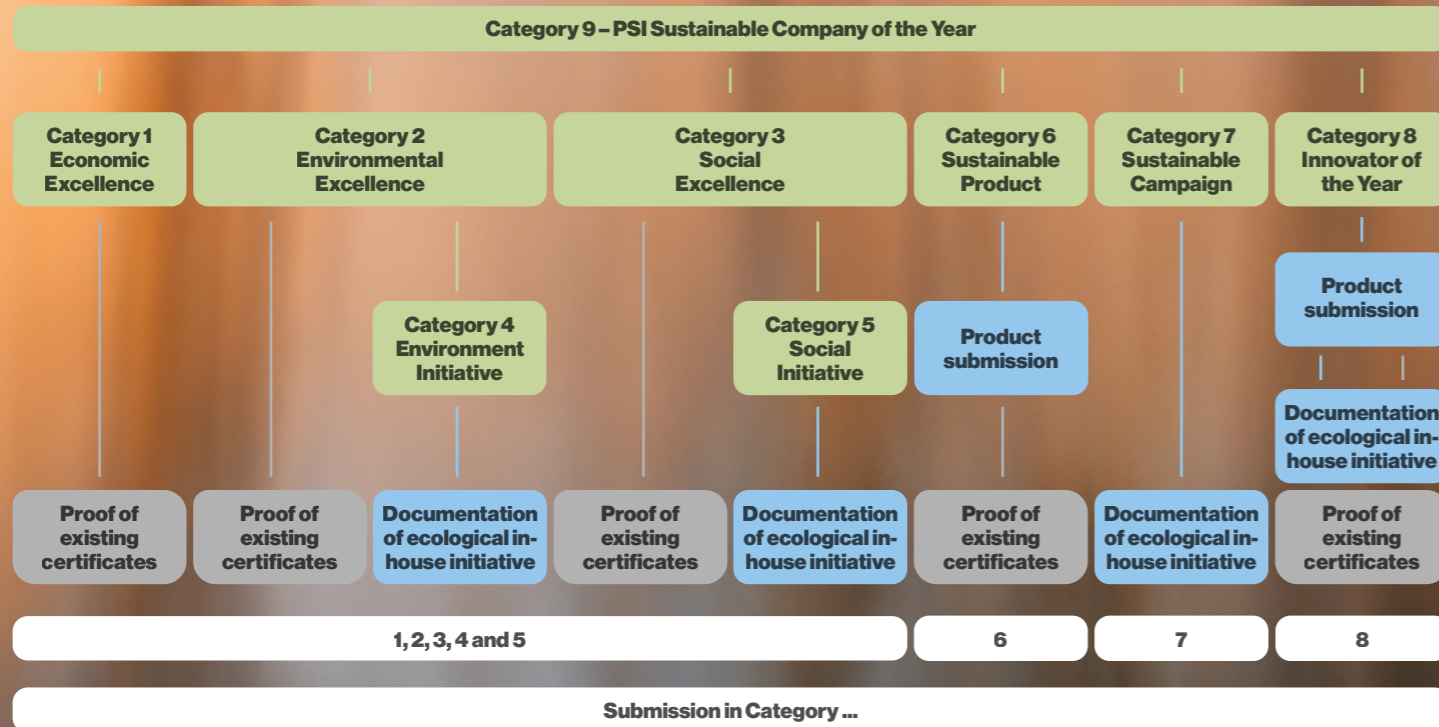 Category 9 – PSI Sustainable Company of the Year
Category 1
Economic
Excellence
Category 2
Environmental
Excellence
Category 3
Social
Excellence
Category 6
Sustainable
Product
Category 7
Sustainable
Campaign
Category 8
Innovator of
the Year
Category 4
Environment
Initiative
Category 5
Social
Initiative
Product
submission
Product
submission
Documentation
of ecological in-
house initiative
Proof of
existing
certificates
Proof of
existing
certificates
Documentation
of ecological in-
house initiative
Proof of
existing
certificates
Documentation
of ecological in-
house initiative
Proof of
existing
certificates
Documentation
of ecological in-
house initiative
Proof of
existing
certificates
1, 2, 3, 4 and 5
6
7
8
Submission in Category ...